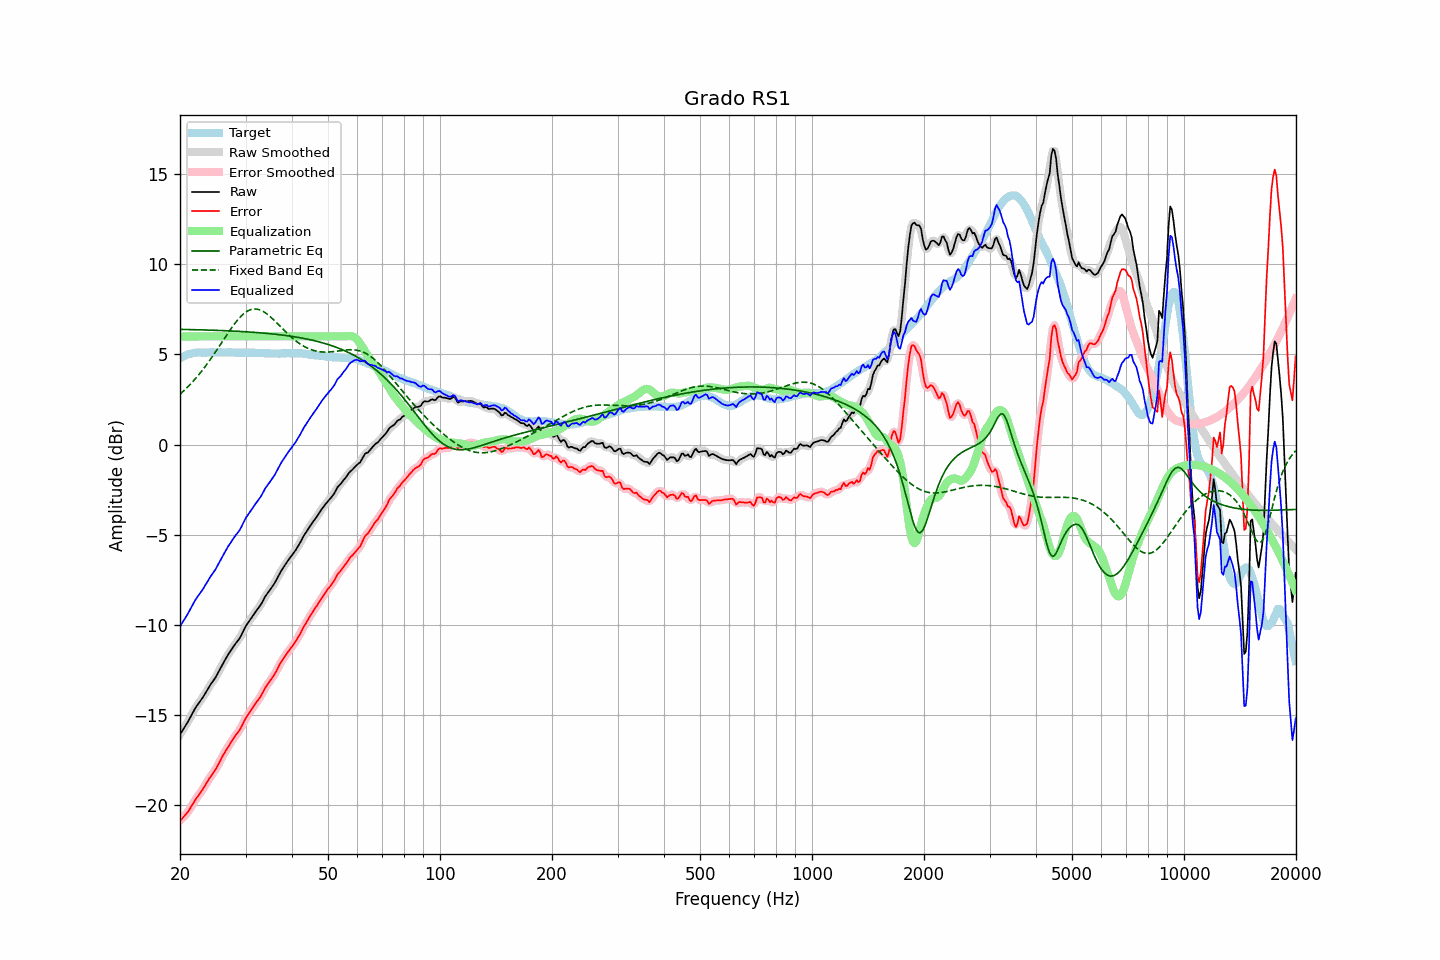 Grado RS1
Target
Raw Smoothed
Error Smoothed
Raw
Error
Equalization
Parametric Eq
Fixed Band Eq
Equalized
15
10
5
0
−5
−10
−15
−20
Amplitude (dBr)
20
50
100
200
500
1000
2000
5000
10000
20000
Frequency (Hz)